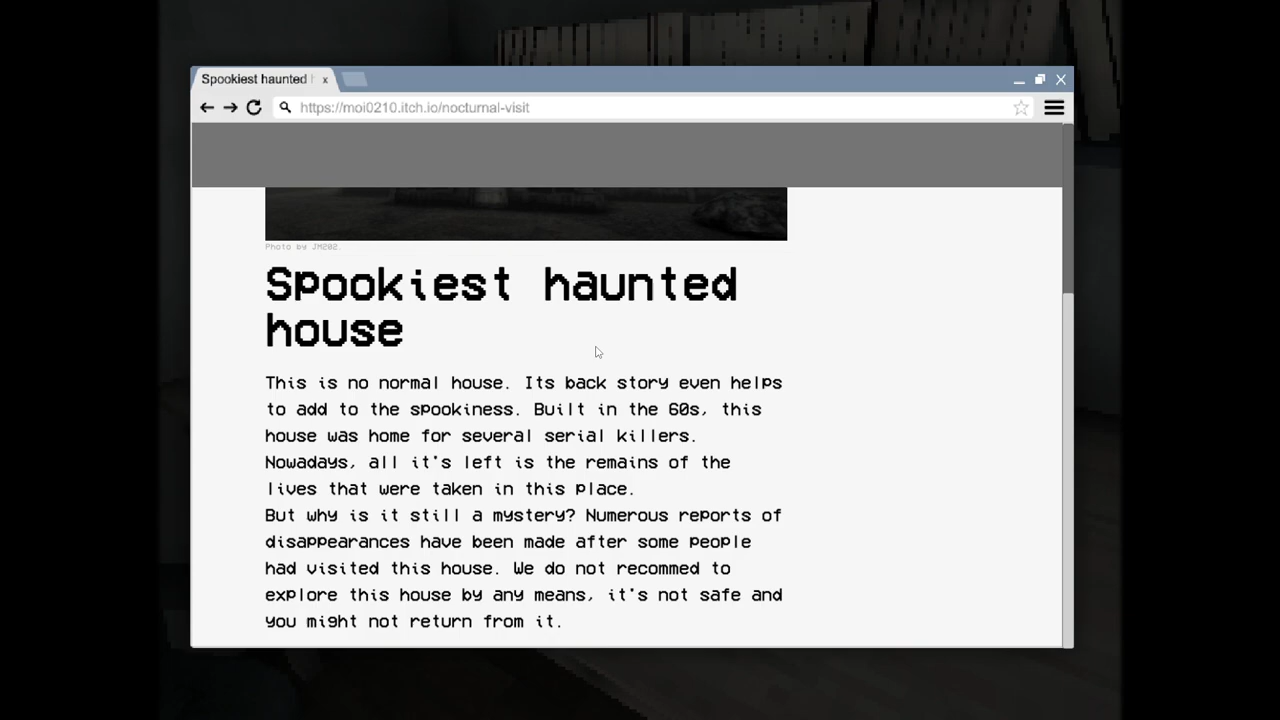 Spookiest haunted h
x
https://moi0210.itch.io/nocturnal-visit
Photo by JM202.
Spookiest haunted
house
This is no normal house. Its back story even helps
to add to the spookiness. Built in the 60s, this
house was home for several serial killers.
Nowadays, all it's left is the remains of the
lives that were taken in this place.
But why is it still a mystery? Numerous reports of
disappearances have been made after some people
had visited this house. We do not recommed to
explore this house by any means, it's not safe and
you might not return from it.